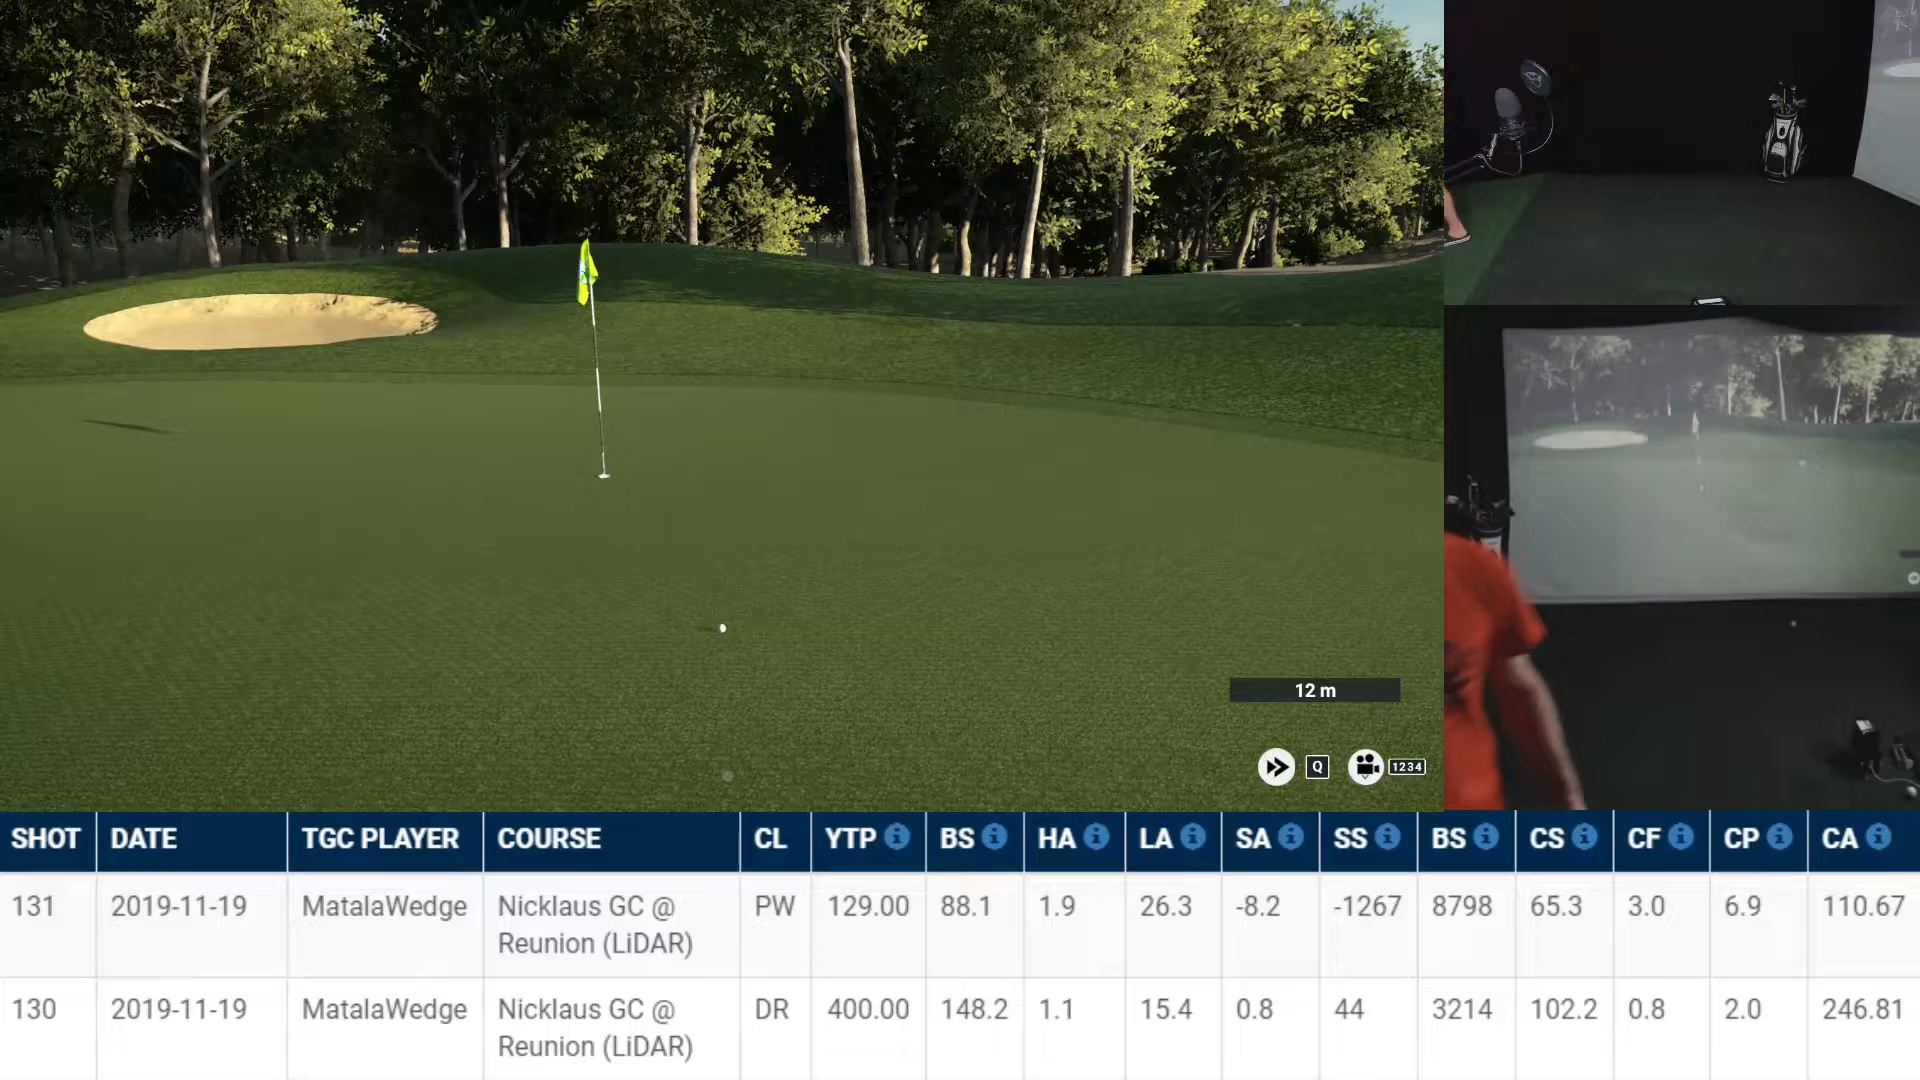 12 m
Q
1234
SHOT DATE TGC PLAYER COURSE CL YTP BS HA LA SA SS BS CS CF CP CA
131 2019-11-19 MatalaWedge Nicklaus GC @ PW 129.00 88.1 1.9 26.3 -8.2 -1267 8798 65.3 3.0 6.9 110.67
Reunion (LiDAR)
130 2019-11-19 MatalaWedge Nicklaus GC @ DR 400.00 148.2 1.1 15.4 0.8 44 3214 102.2 0.8 2.0 246.81
Reunion (LiDAR)